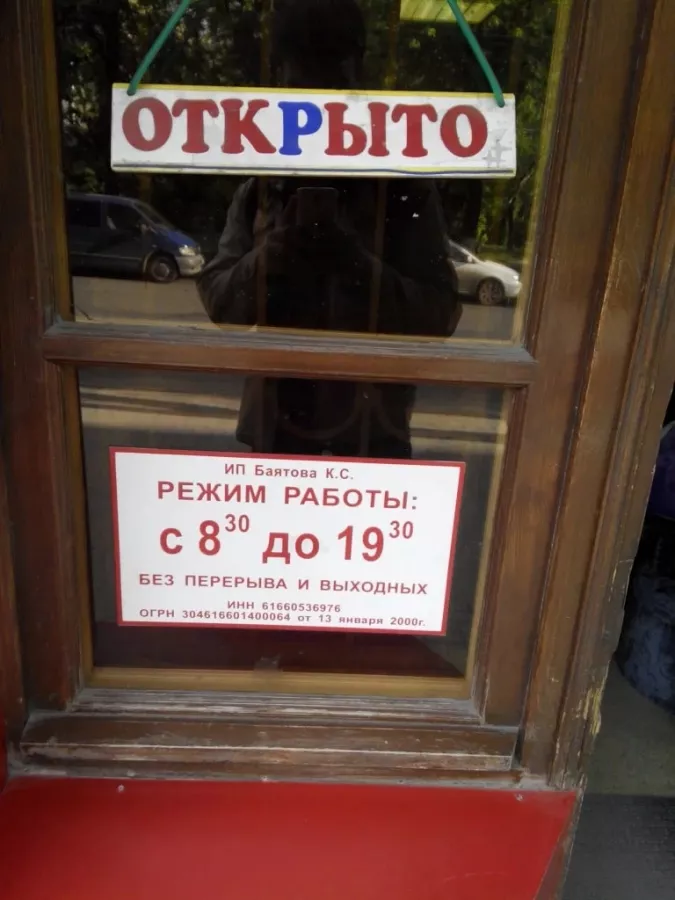 ОТКРЫТО
ИП Баятова К.С.
РЕЖИМ РАБОТЫ:
с 8 30 до 19 30
БЕЗ ПЕРЕРЫВА И ВЫХОДНЫХ
ИНН 61660536976
ОГРН 304616601400064 от 13 января 2000г.